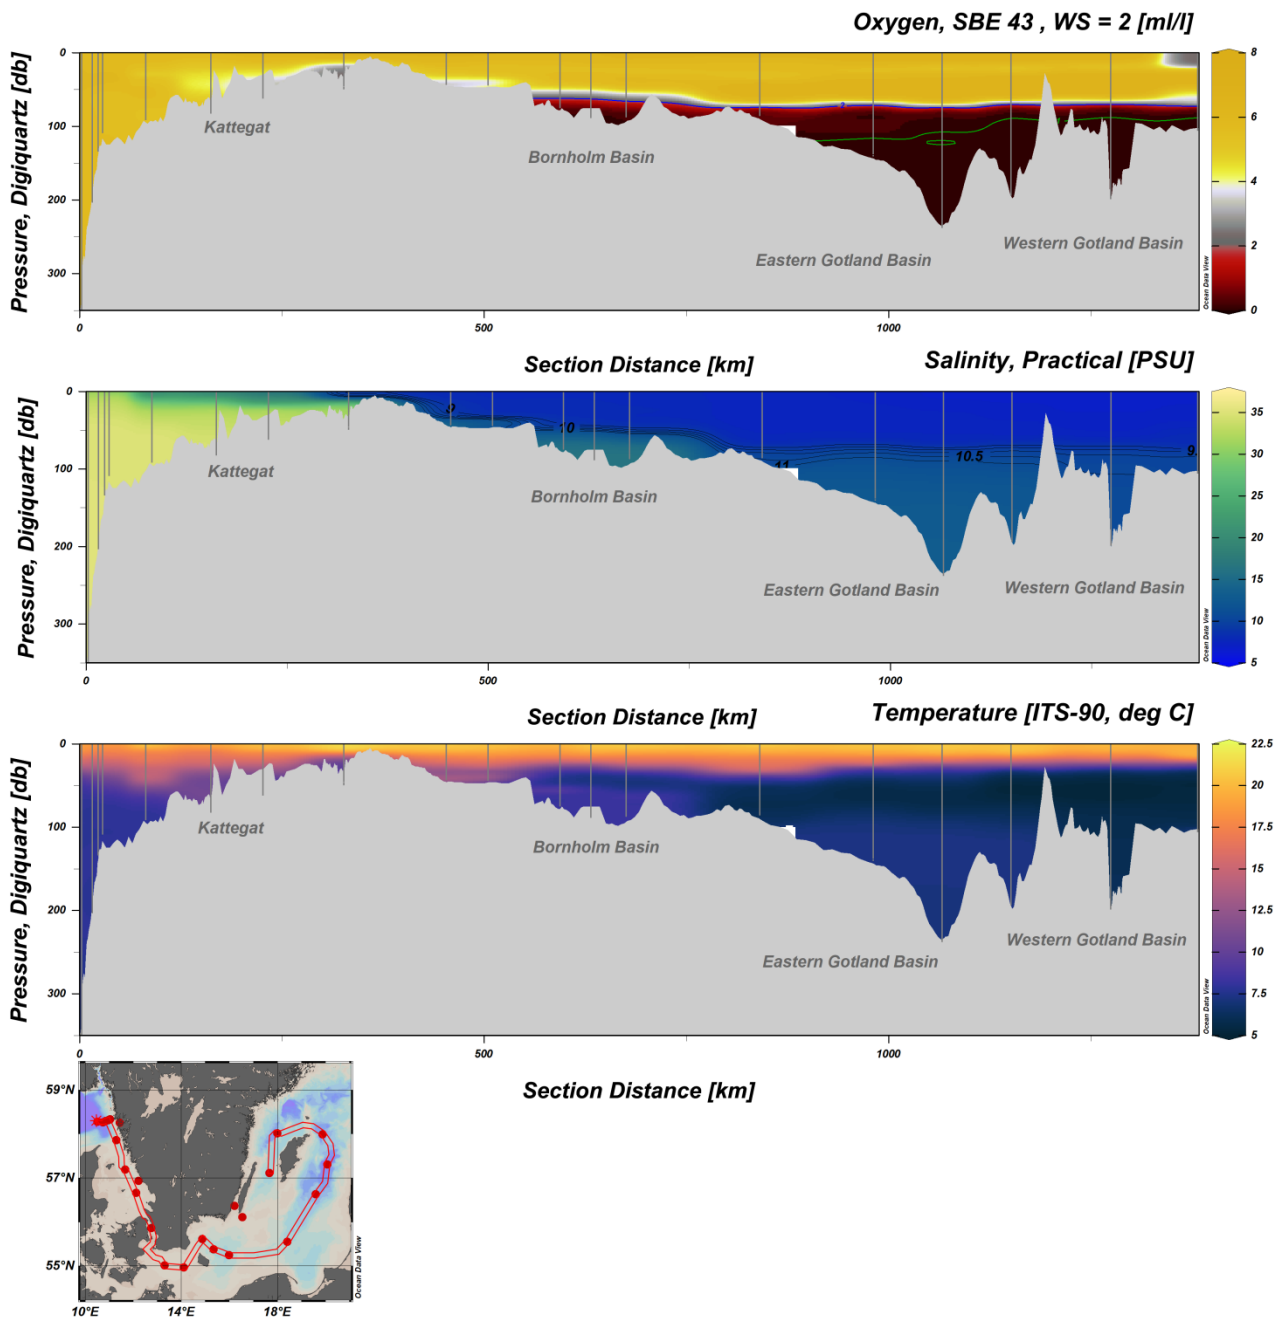 Oxygen, SBE 43 , WS = 2 [ml/l]
Pressure, Digiquartz [db]
0
100
200
300
Kattegat
Bornholm Basin
Eastern Gotland Basin
Western Gotland Basin
2
8
6
4
2
0
Ocean Data View
0
500
1000
Section Distance [km]
Salinity, Practical [PSU]
Pressure, Digiquartz [db]
0
100
200
300
9
10
11
10.5
9.
Kattegat
Bornholm Basin
Eastern Gotland Basin
Western Gotland Basin
35
30
25
20
15
10
5
Ocean Data View
0
500
1000
Section Distance [km]
Temperature [ITS-90, deg C]
Pressure, Digiquartz [db]
0
100
200
300
Kattegat
Bornholm Basin
Eastern Gotland Basin
Western Gotland Basin
22.5
20
17.5
15
12.5
10
7.5
5
Ocean Data View
0
500
1000
Section Distance [km]
59°N
57°N
55°N
10°E
14°E
18°E
Ocean Data View